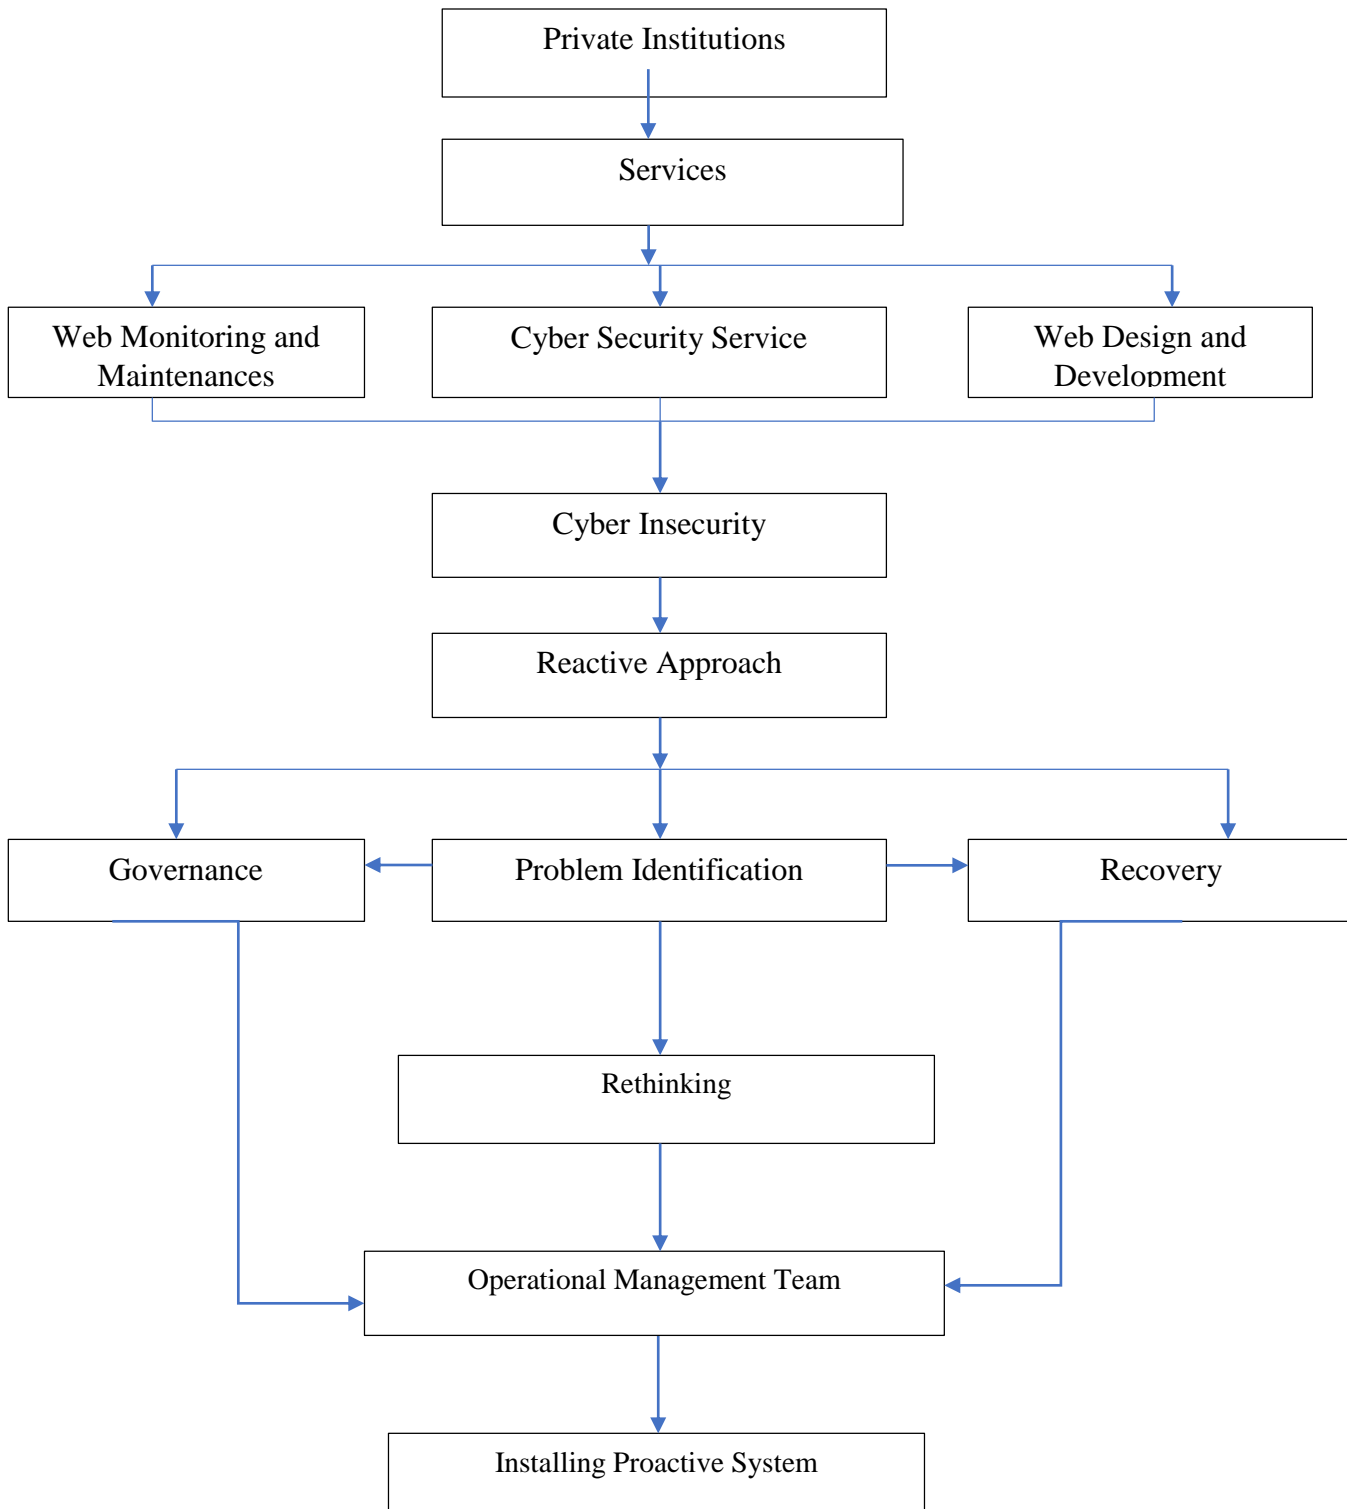 Private Institutions
Services
Web Monitoring and
Maintenances
Cyber Security Service
Web Design and
Development
Cyber Insecurity
Reactive Approach
Governance
Problem Identification
Recovery
Rethinking
Operational Management Team
Installing Proactive System